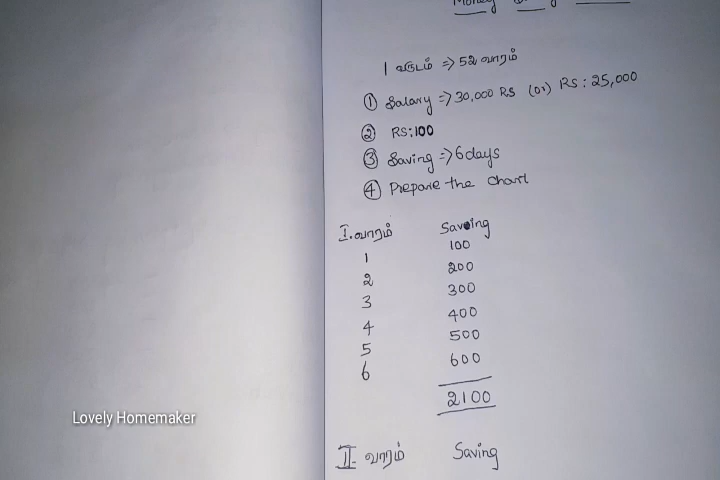 Money
1 வருடம் => 52 வாரம்
① Salary => 30,000 RS (or) RS: 25,000
② RS:100
③ Saving => 6 days
④ Prepare the chart
I. வாரம் Saving
1 100
2 200
3 300
4 400
5 500
6 600
2100
Lovely Homemaker
II. வாரம் Saving